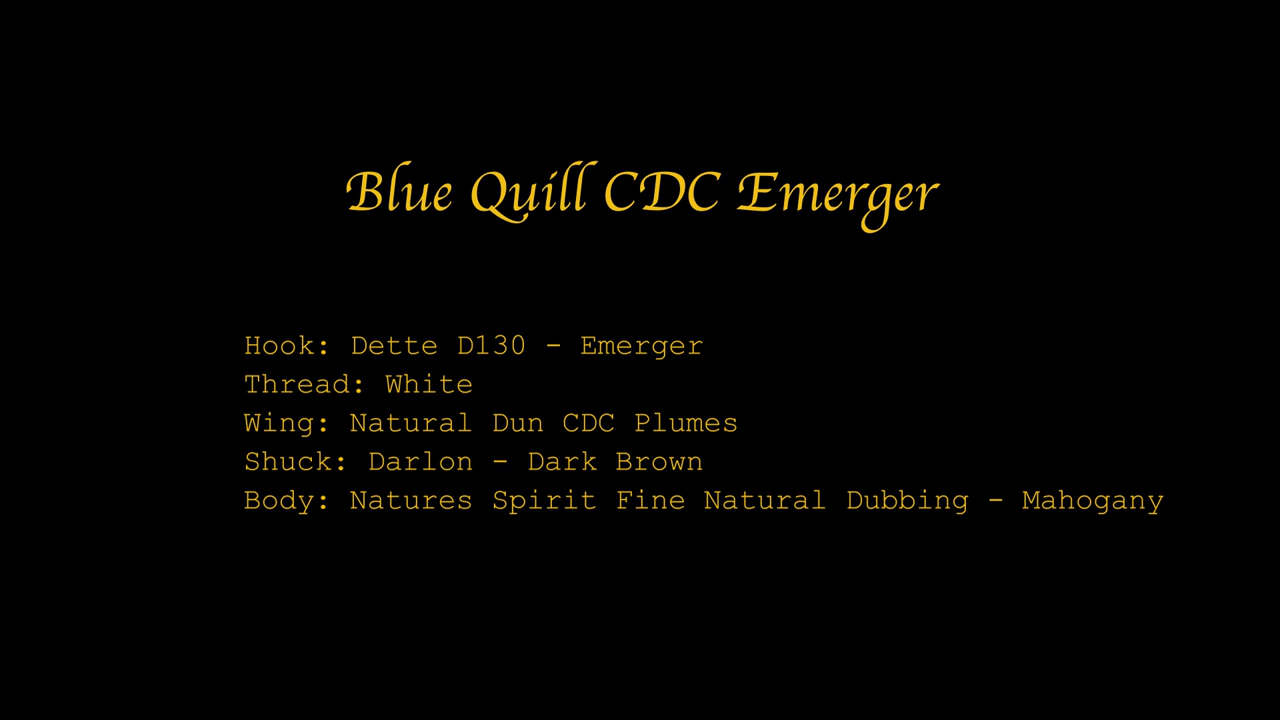 Blue Quill CDC Emerger
Hook: Dette D130 - Emerger
Thread: White
Wing: Natural Dun CDC Plumes
Shuck: Darlon - Dark Brown
Body: Natures Spirit Fine Natural Dubbing - Mahogany